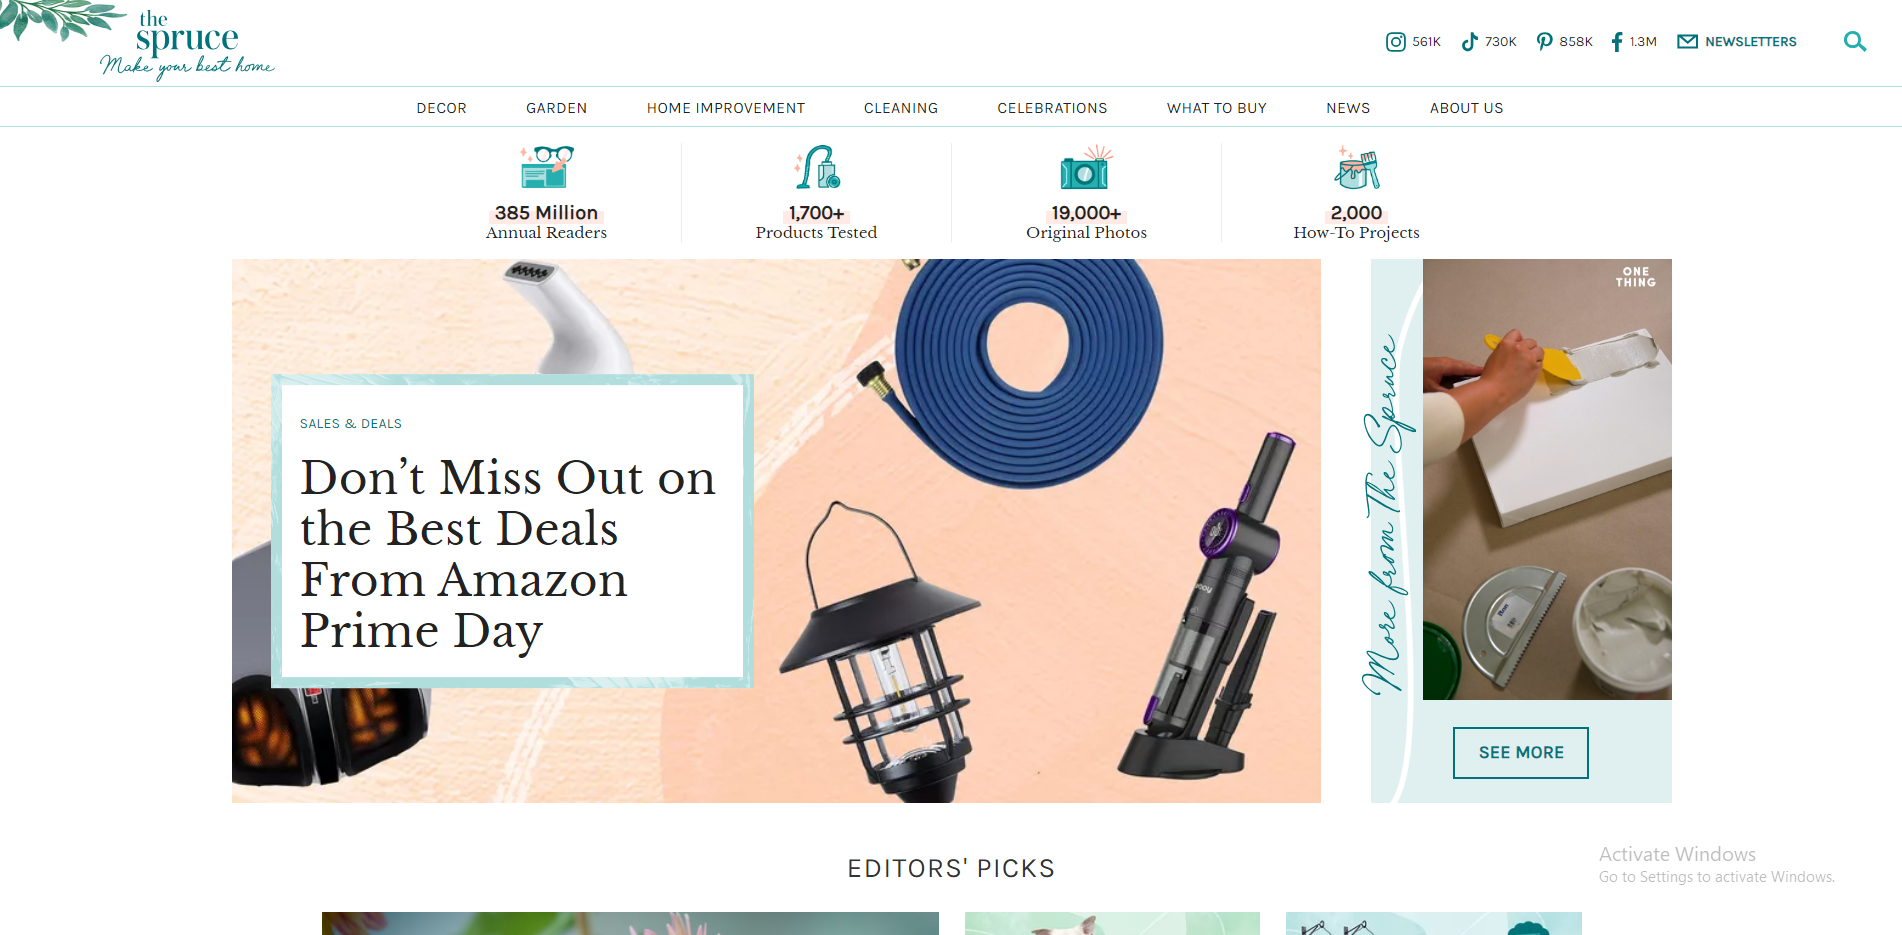 the
spruce
Make your best home
561K
730K
858K
1.3M
NEWSLETTERS
DECOR
GARDEN
HOME IMPROVEMENT
CLEANING
CELEBRATIONS
WHAT TO BUY
NEWS
ABOUT US
385 Million
Annual Readers
1,700+
Products Tested
19,000+
Original Photos
2,000
How-To Projects
SALES & DEALS
Don’t Miss Out on
the Best Deals
From Amazon
Prime Day
More from The Spruce
ONE
THING
SEE MORE
EDITORS' PICKS
Activate Windows
Go to Settings to activate Windows.